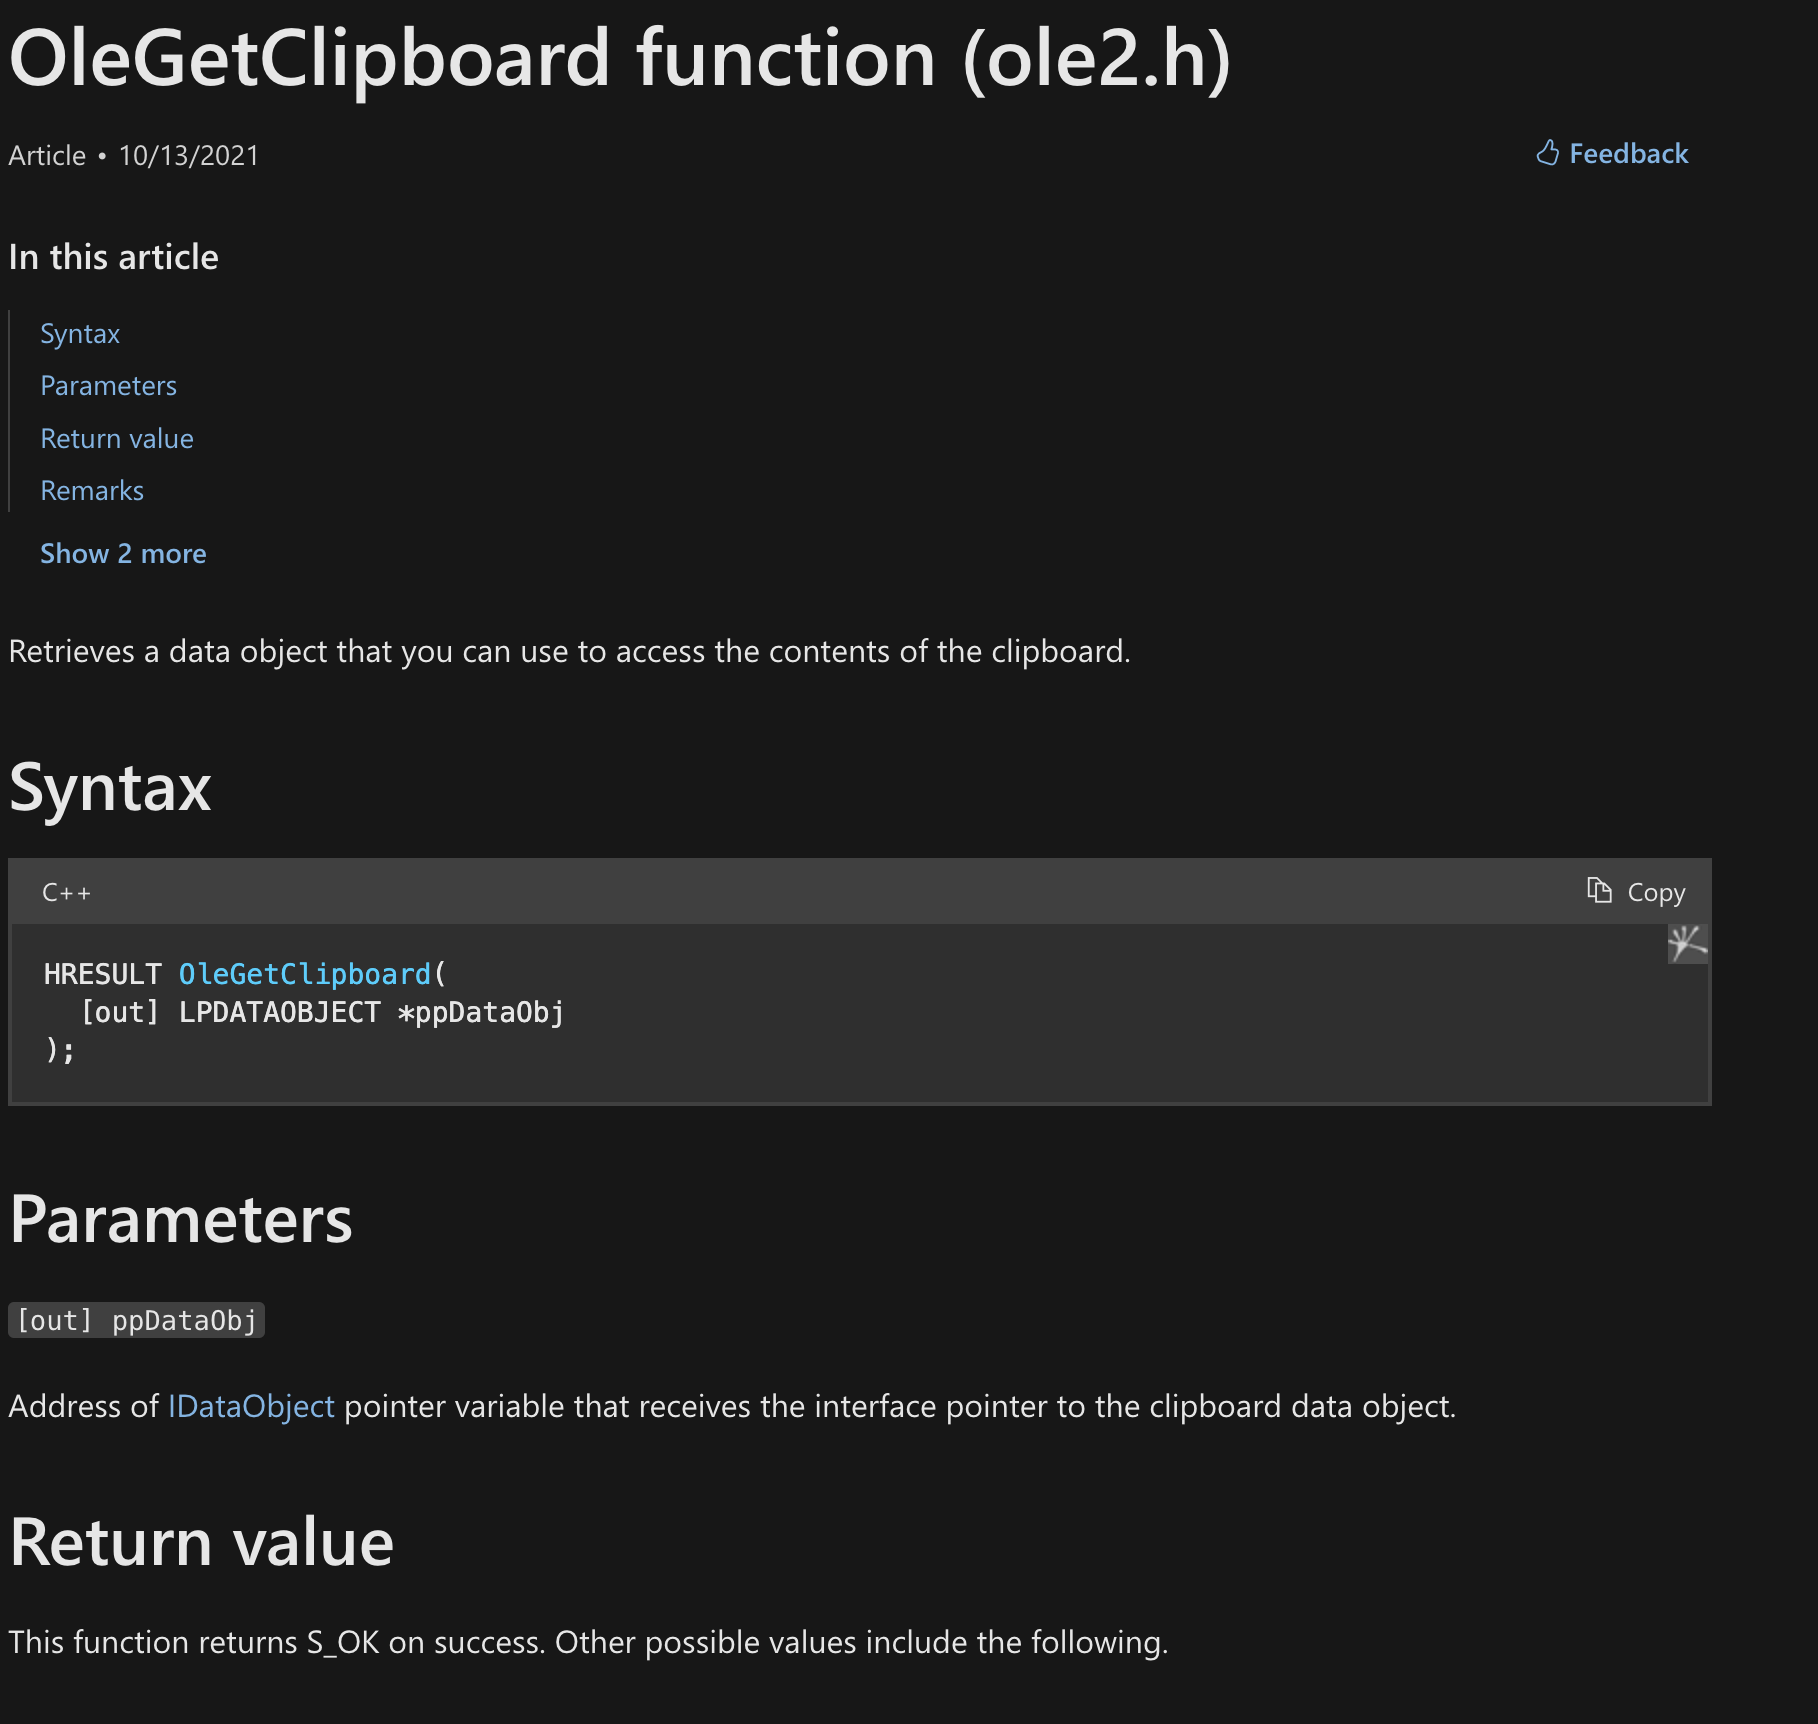 OleGetClipboard function (ole2.h)
Article • 10/13/2021
Feedback
In this article
Syntax
Parameters
Return value
Remarks
Show 2 more
Retrieves a data object that you can use to access the contents of the clipboard.
Syntax
C++
Copy
HRESULT OleGetClipboard(
  [out] LPDATAOBJECT *ppDataObj
);
Parameters
[out] ppDataObj
Address of IDataObject pointer variable that receives the interface pointer to the clipboard data object.
Return value
This function returns S_OK on success. Other possible values include the following.